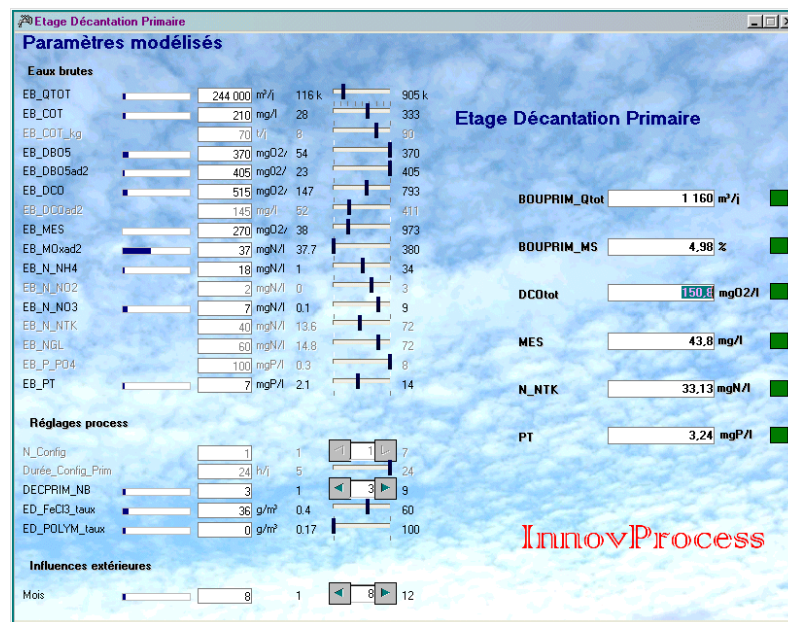 Etage Décantation Primaire
Paramètres modélisés
Eaux brutes
EB_QTOT 244 000 m³/j 116 k 905 k
EB_COT 210 mg/l 28 333
EB_COT_kg 70 t/j 8 93
EB_DBO5 370 mgO2/ 54 370
EB_DBO5ad2 405 mgO2/ 23 405
EB_DCO 515 mgO2/ 147 793
EB_DCOad2 145 mg/l 52 411
EB_MES 270 mgO2/ 38 973
EB_MOxad2 37 mgN/l 37.7 380
EB_N_NH4 18 mgN/l 1 34
EB_N_NO2 2 mgN/l 0 3
EB_N_NO3 7 mgN/l 0.1 9
EB_N_NTK 40 mgN/l 13.6 72
EB_NGL 60 mgN/l 14.8 72
EB_P_PO4 100 mgP/l 0.3 8
EB_PT 7 mgP/l 2.1 14
Réglages process
N_Config 1 1 1 7
Durée_Config_Prim 24 h/j 5 24
DECPRIM_NB 3 1 3 9
ED_FeCl3_taux 36 g/m³ 0.4 60
ED_POLYM_taux 0 g/m³ 0.17 100
Influences extérieures
Mois 8 1 8 12
Etage Décantation Primaire
BOUPRIM_Qtot 1 160 m³/j
BOUPRIM_MS 4,98 %
DCOtot 150,8 mgO2/l
MES 43,8 mg/l
N_NTK 33,13 mgN/l
PT 3,24 mgP/l
InnovProcess